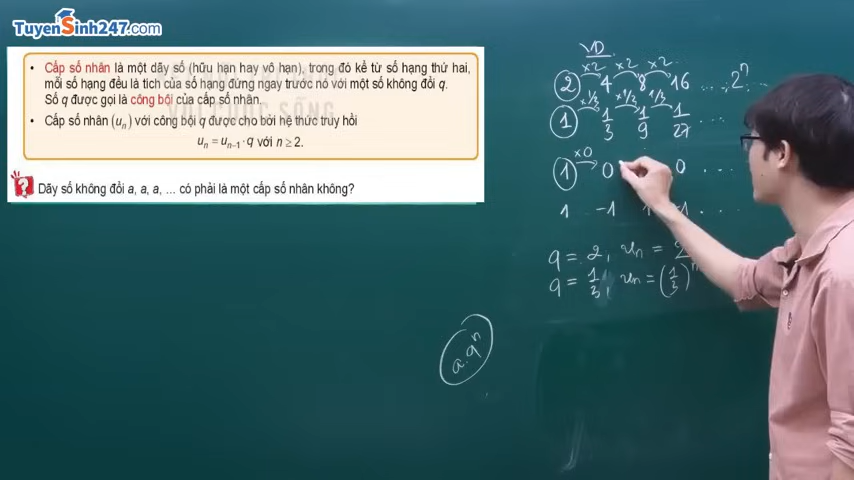 TuyenSinh247.com
• Cấp số nhân là một dãy số (hữu hạn hay vô hạn), trong đó kể từ số hạng thứ hai,
mỗi số hạng đều là tích của số hạng đứng ngay trước nó với một số không đổi q.
Số q được gọi là công bội của cấp số nhân.
• Cấp số nhân (uₙ) với công bội q được cho bởi hệ thức truy hồi
uₙ = uₙ₋₁ · q với n ≥ 2.
? Dãy số không đổi a, a, a, ... có phải là một cấp số nhân không?
CUỘC SỐNG
VD
×2 ×2 ×2
2 4 8 16 ... 2ⁿ ...
×1/3 ×1/3 1/3
1 1/3 1/9 1/27 ...
×0
1 0 0 ...
1 -1 1 -1 ...
q = 2, uₙ = 2
q = 1/3, uₙ = (1/3)
a.qⁿ